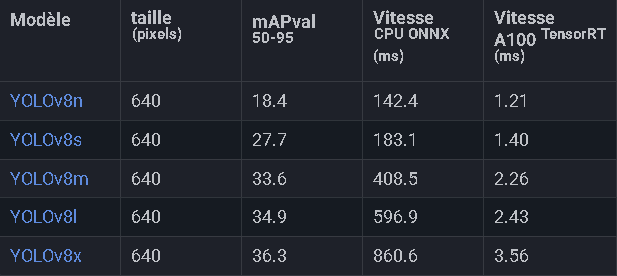 Modèle taille (pixels) mAPval 50-95 Vitesse CPU ONNX (ms) Vitesse A100 TensorRT (ms)
YOLOv8n 640 18.4 142.4 1.21
YOLOv8s 640 27.7 183.1 1.40
YOLOv8m 640 33.6 408.5 2.26
YOLOv8l 640 34.9 596.9 2.43
YOLOv8x 640 36.3 860.6 3.56